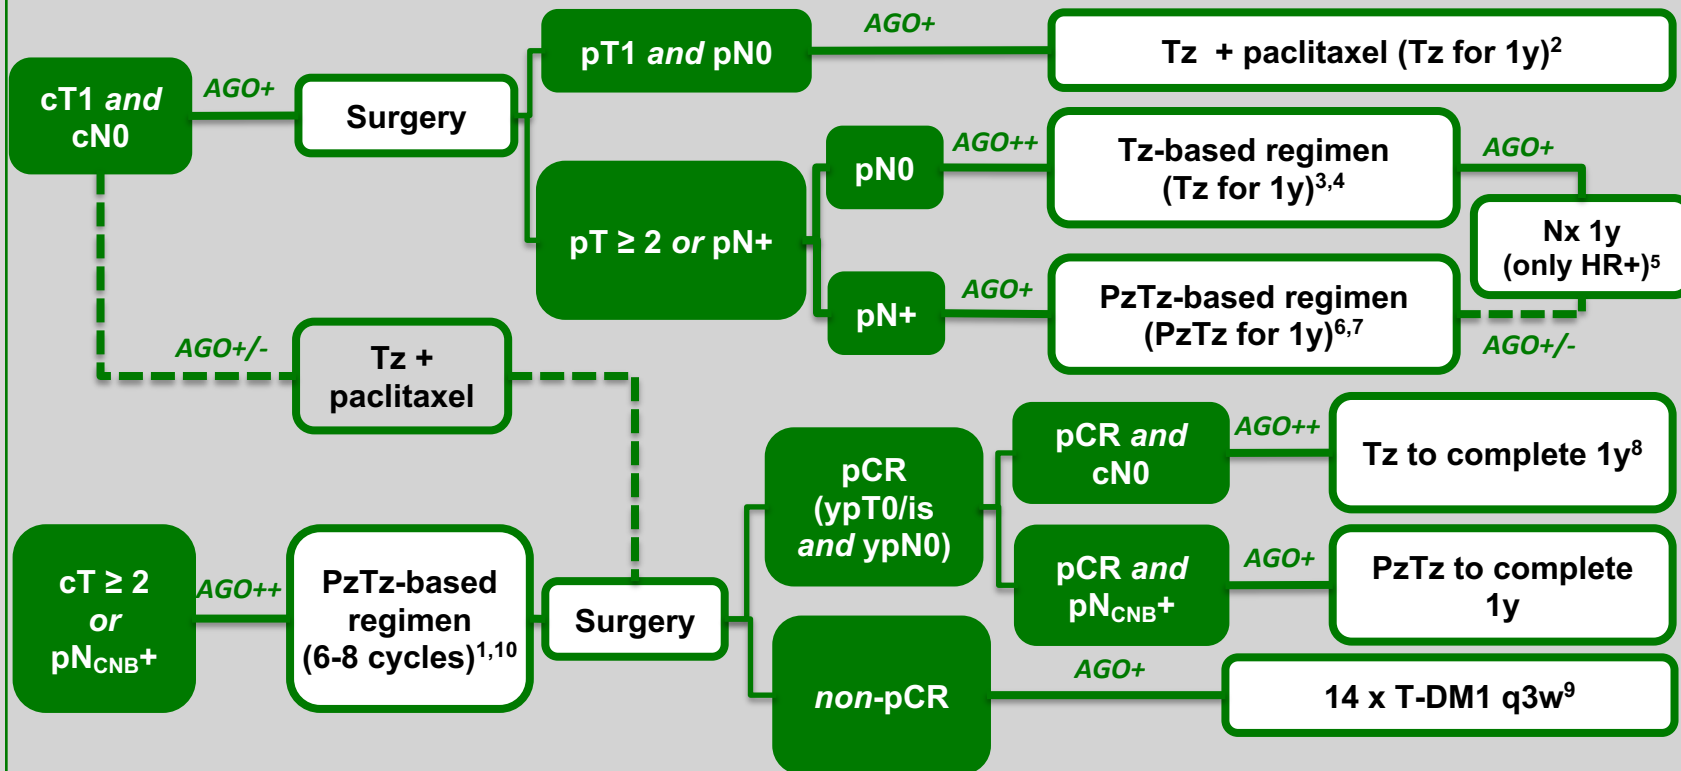 cT1 and
cN0
AGO+
Surgery
pT1 and pN0
AGO+
Tz + paclitaxel (Tz for 1y)²
pT ≥ 2 or pN+
pN0
AGO++
Tz-based regimen
(Tz for 1y)³,⁴
AGO+
Nx 1y
(only HR+)⁵
pN+
AGO+
PzTz-based regimen
(PzTz for 1y)⁶,⁷
AGO+/-
AGO+/-
Tz +
paclitaxel
cT ≥ 2
or
pNCNB+
AGO++
PzTz-based
regimen
(6-8 cycles)¹,¹⁰
Surgery
pCR
(ypT0/is
and ypN0)
pCR and
cN0
AGO++
Tz to complete 1y⁸
pCR and
pNCNB+
AGO+
PzTz to complete
1y
non-pCR
AGO+
14 x T-DM1 q3w⁹